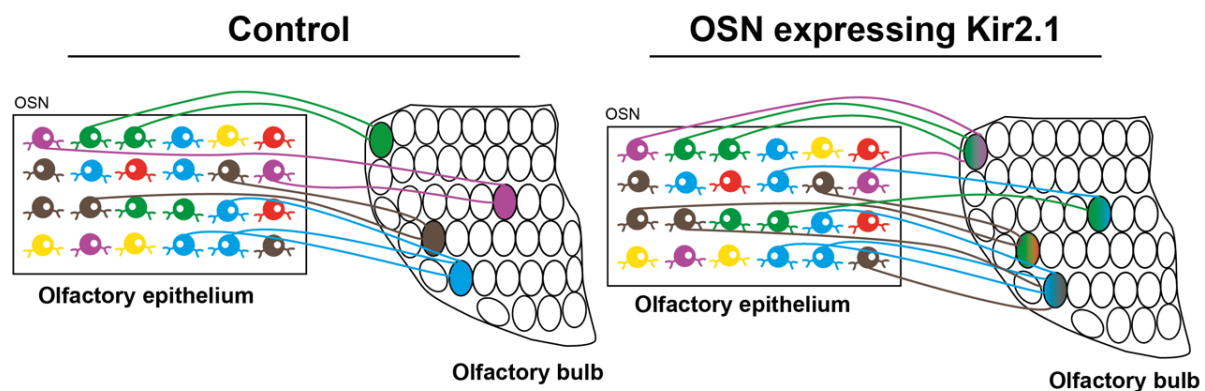 Control
OSN
Olfactory epithelium
Olfactory bulb
OSN expressing Kir2.1
OSN
Olfactory epithelium
Olfactory bulb